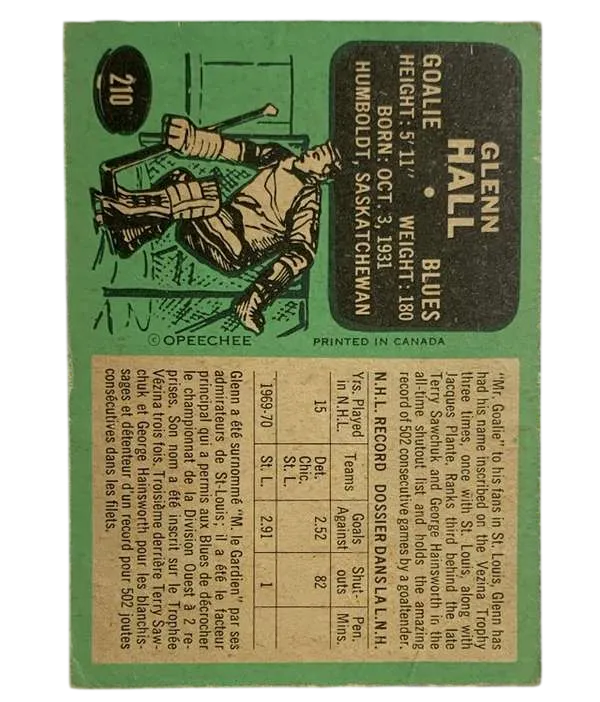 210
GLENN
HALL
GOALIE • BLUES
HEIGHT: 5'11" WEIGHT: 180
BORN: OCT. 3, 1931
HUMBOLDT, SASKATCHEWAN
© OPEECHEE
PRINTED IN CANADA
"Mr. Goalie" to his fans in St. Louis, Glenn has
had his name inscribed on the Vezina Trophy
three times, once with St. Louis, along with
Jacques Plante. Ranks third behind the late
Terry Sawchuk and George Hainsworth in the
all-time shutout list and holds the amazing
record of 502 consecutive games by a goaltender.
N.H.L. RECORD DOSSIER DANS LA L.N.H.
Yrs. Played Teams Goals Shut- Pen.
in N.H.L. Against outs Mins.
15 Det. 2.52 82
Chic.
St. L.
1969-70 St. L. 2.91 1
Glenn a été surnommé "M. le Gardien" par ses
admirateurs de St-Louis; il a été le facteur
principal qui a permis aux Blues de décrocher
le championnat de la Division Ouest à 2 re-
prises. Son nom a été inscrit sur le Trophée
Vézina trois fois. Troisième derrière Terry Saw-
chuk et George Hainsworth pour les blanchis-
sages et détenteur d'un record pour 502 joutes
consécutives dans les filets.